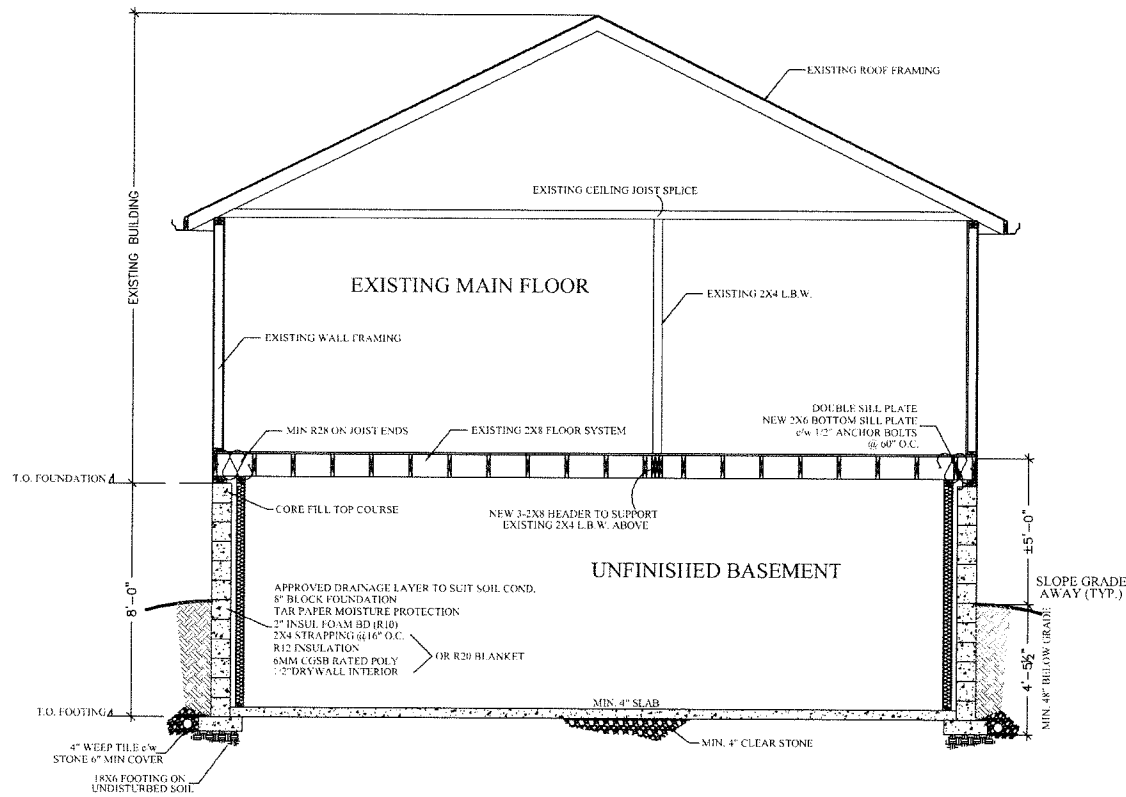 EXISTING ROOF FRAMING
EXISTING BUILDING
EXISTING CEILING JOIST SPLICE
EXISTING MAIN FLOOR
EXISTING 2X4 L.B.W.
EXISTING WALL FRAMING
DOUBLE SILL PLATE
NEW 2X6 BOTTOM SILL PLATE
c/w 1/2" ANCHOR BOLTS
@ 60" O.C.
MIN R28 ON JOIST ENDS
EXISTING 2X8 FLOOR SYSTEM
T.O. FOUNDATION
CORE FILL TOP COURSE
NEW 3-2X8 HEADER TO SUPPORT
EXISTING 2X4 L.B.W. ABOVE
±5'-0"
8'-0"
UNFINISHED BASEMENT
SLOPE GRADE
AWAY (TYP.)
APPROVED DRAINAGE LAYER TO SUIT SOIL COND.
8" BLOCK FOUNDATION
TAR PAPER MOISTURE PROTECTION
2" INSUL FOAM BD (R10)
2X4 STRAPPING @16" O.C.
R12 INSULATION
6MM CGSB RATED POLY
1/2"DRYWALL INTERIOR
OR R20 BLANKET
4'-5½"
MIN. 48" BELOW GRADE
T.O. FOOTING
MIN. 4" SLAB
MIN. 4" CLEAR STONE
4" WEEP TILE c/w
STONE 6" MIN COVER
18X6 FOOTING ON
UNDISTURBED SOIL